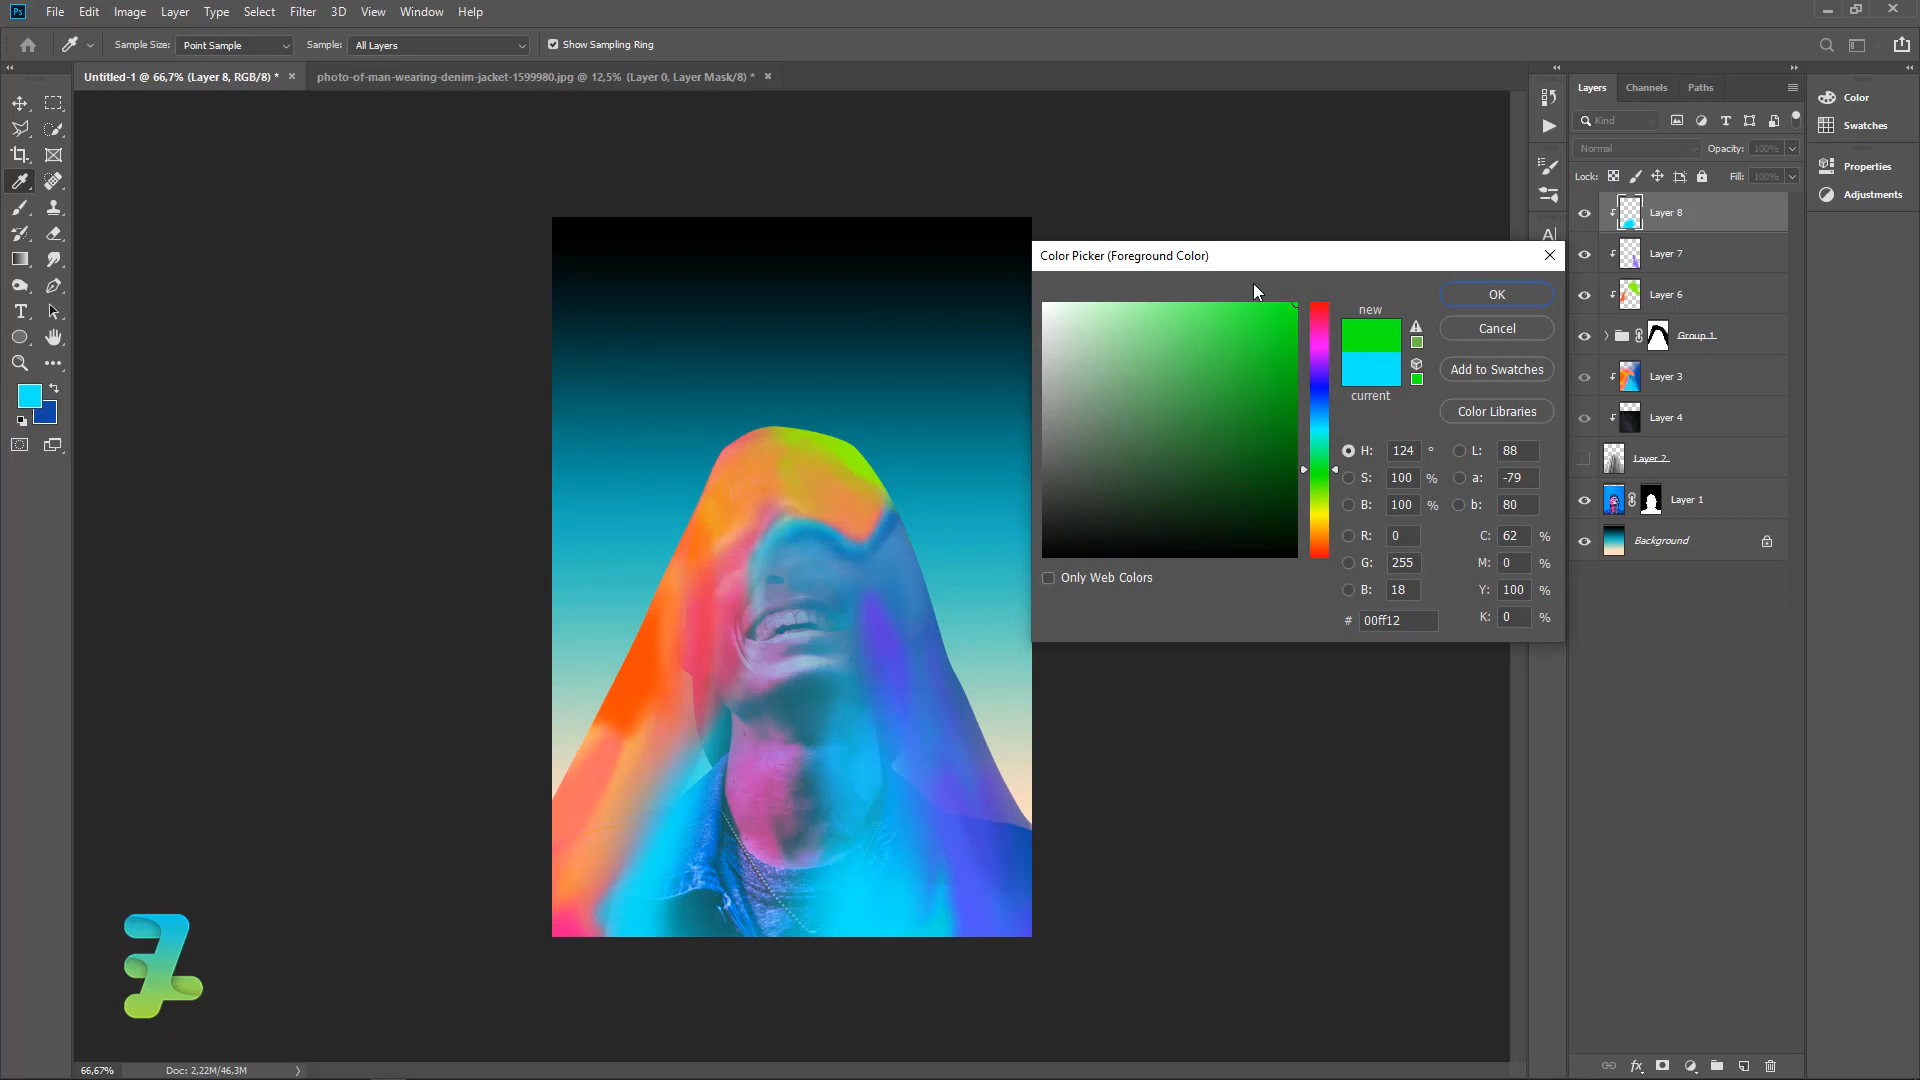 Ps File Edit Image Layer Type Select Filter 3D View Window Help
Sample Size: Point Sample Sample: All Layers Show Sampling Ring
Untitled-1 @ 66,7% (Layer 8, RGB/8) * × photo-of-man-wearing-denim-jacket-1599980.jpg @ 12,5% (Layer 0, Layer Mask/8) * ×
Layers Channels Paths
Color
Swatches
Properties
Adjustments
Kind
Normal Opacity: 100%
Lock: Fill: 100%
Layer 8
Layer 7
Layer 6
Group 1
Layer 3
Layer 4
Layer 2
Layer 1
Background
Color Picker (Foreground Color)
new
current
OK
Cancel
Add to Swatches
Color Libraries
H: 124 ° L: 88
S: 100 % a: -79
B: 100 % b: 80
R: 0 C: 62 %
G: 255 M: 0 %
B: 18 Y: 100 %
# 00ff12 K: 0 %
Only Web Colors
66,67% Doc: 2,22M/46,3M